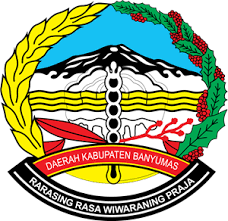 DAERAH KABUPATEN BANYUMAS
RARASING RASA WIWARANING PRAJA